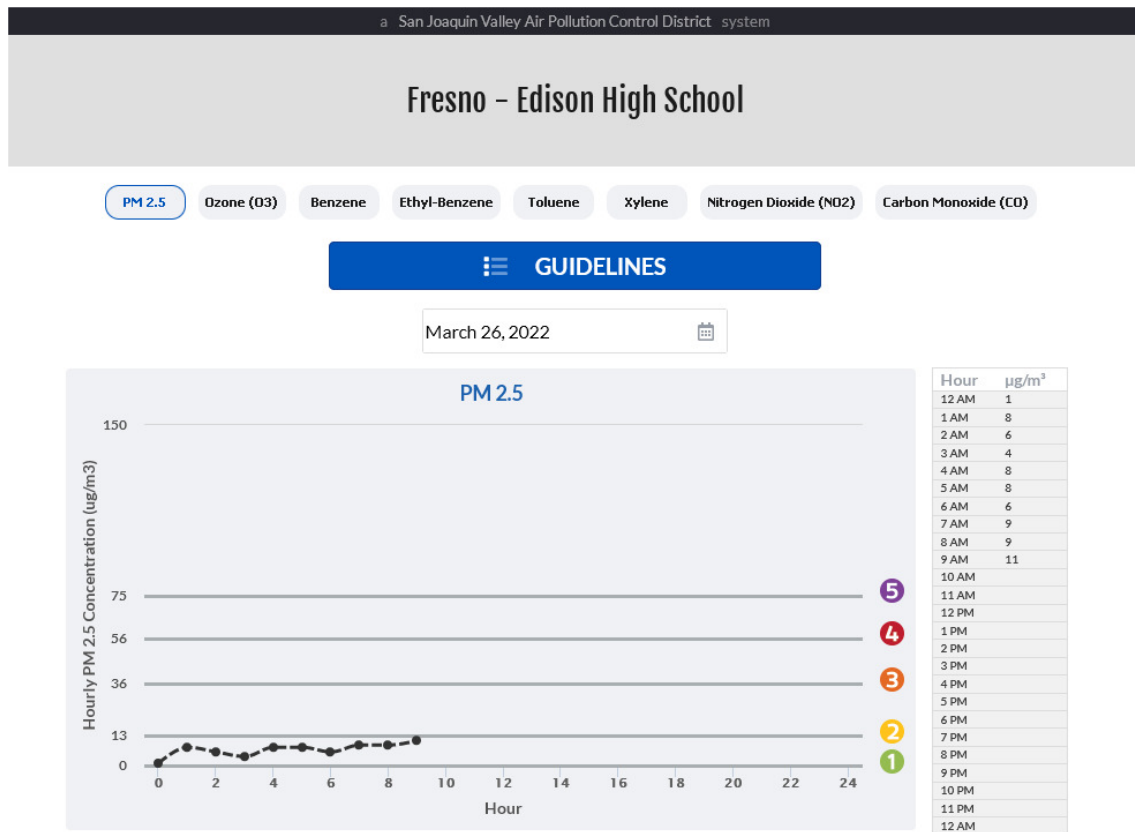 a San Joaquin Valley Air Pollution Control District system
Fresno - Edison High School
PM 2.5 Ozone (O3) Benzene Ethyl-Benzene Toluene Xylene Nitrogen Dioxide (NO2) Carbon Monoxide (CO)
GUIDELINES
March 26, 2022
PM 2.5
Hourly PM 2.5 Concentration (ug/m3)
150
75
56
36
13
0
5
4
3
2
1
0 2 4 6 8 10 12 14 16 18 20 22 24
Hour
Hour µg/m³
12 AM 1
1 AM 8
2 AM 6
3 AM 4
4 AM 8
5 AM 8
6 AM 6
7 AM 9
8 AM 9
9 AM 11
10 AM
11 AM
12 PM
1 PM
2 PM
3 PM
4 PM
5 PM
6 PM
7 PM
8 PM
9 PM
10 PM
11 PM
12 AM